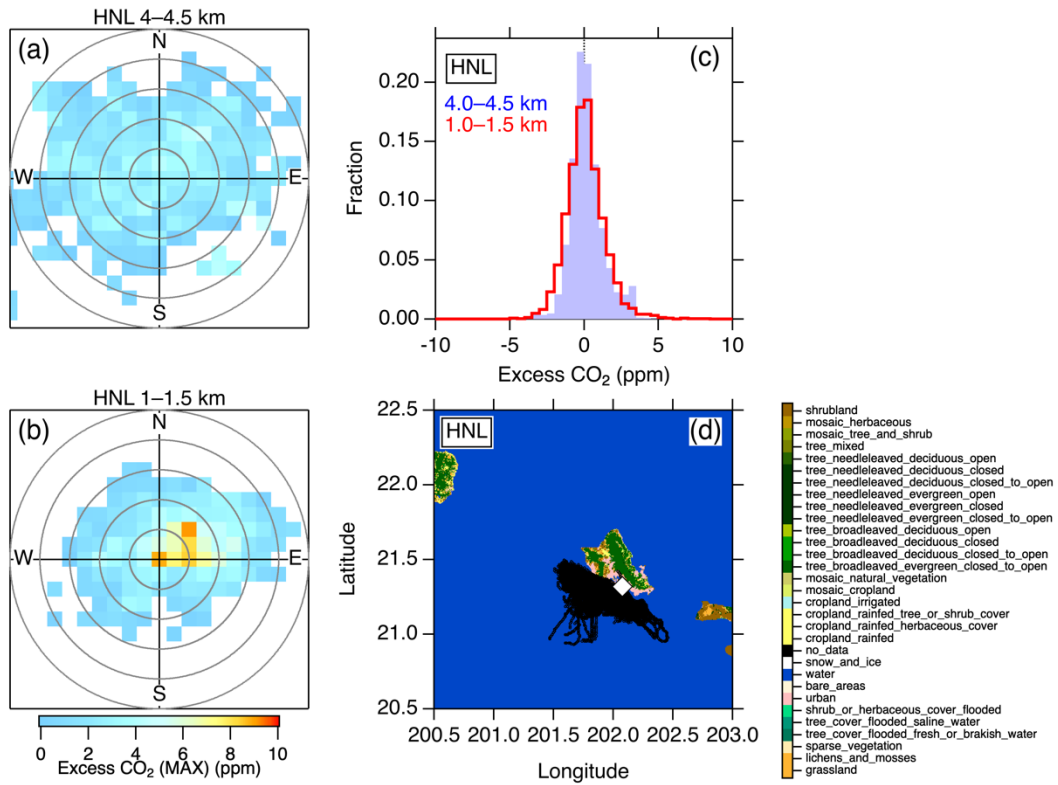 HNL 4–4.5 km
(a)
N
W
E
S
(c)
HNL
4.0–4.5 km
1.0–1.5 km
Fraction
0.20
0.15
0.10
0.05
0.00
-10
-5
0
5
10
Excess CO₂ (ppm)
HNL 1–1.5 km
(b)
N
W
E
S
0
2
4
6
8
10
Excess CO₂ (MAX) (ppm)
HNL
(d)
Latitude
22.5
22.0
21.5
21.0
20.5
200.5
201.0
201.5
202.0
202.5
203.0
Longitude
shrubland
mosaic_herbaceous
mosaic_tree_and_shrub
tree_mixed
tree_needleleaved_deciduous_open
tree_needleleaved_deciduous_closed
tree_needleleaved_deciduous_closed_to_open
tree_needleleaved_evergreen_open
tree_needleleaved_evergreen_closed
tree_needleleaved_evergreen_closed_to_open
tree_broadleaved_deciduous_open
tree_broadleaved_deciduous_closed
tree_broadleaved_deciduous_closed_to_open
tree_broadleaved_evergreen_closed_to_open
mosaic_natural_vegetation
mosaic_cropland
cropland_irrigated
cropland_rainfed_tree_or_shrub_cover
cropland_rainfed_herbaceous_cover
cropland_rainfed
no_data
snow_and_ice
water
bare_areas
urban
shrub_or_herbaceous_cover_flooded
tree_cover_flooded_saline_water
tree_cover_flooded_fresh_or_brakish_water
sparse_vegetation
lichens_and_mosses
grassland